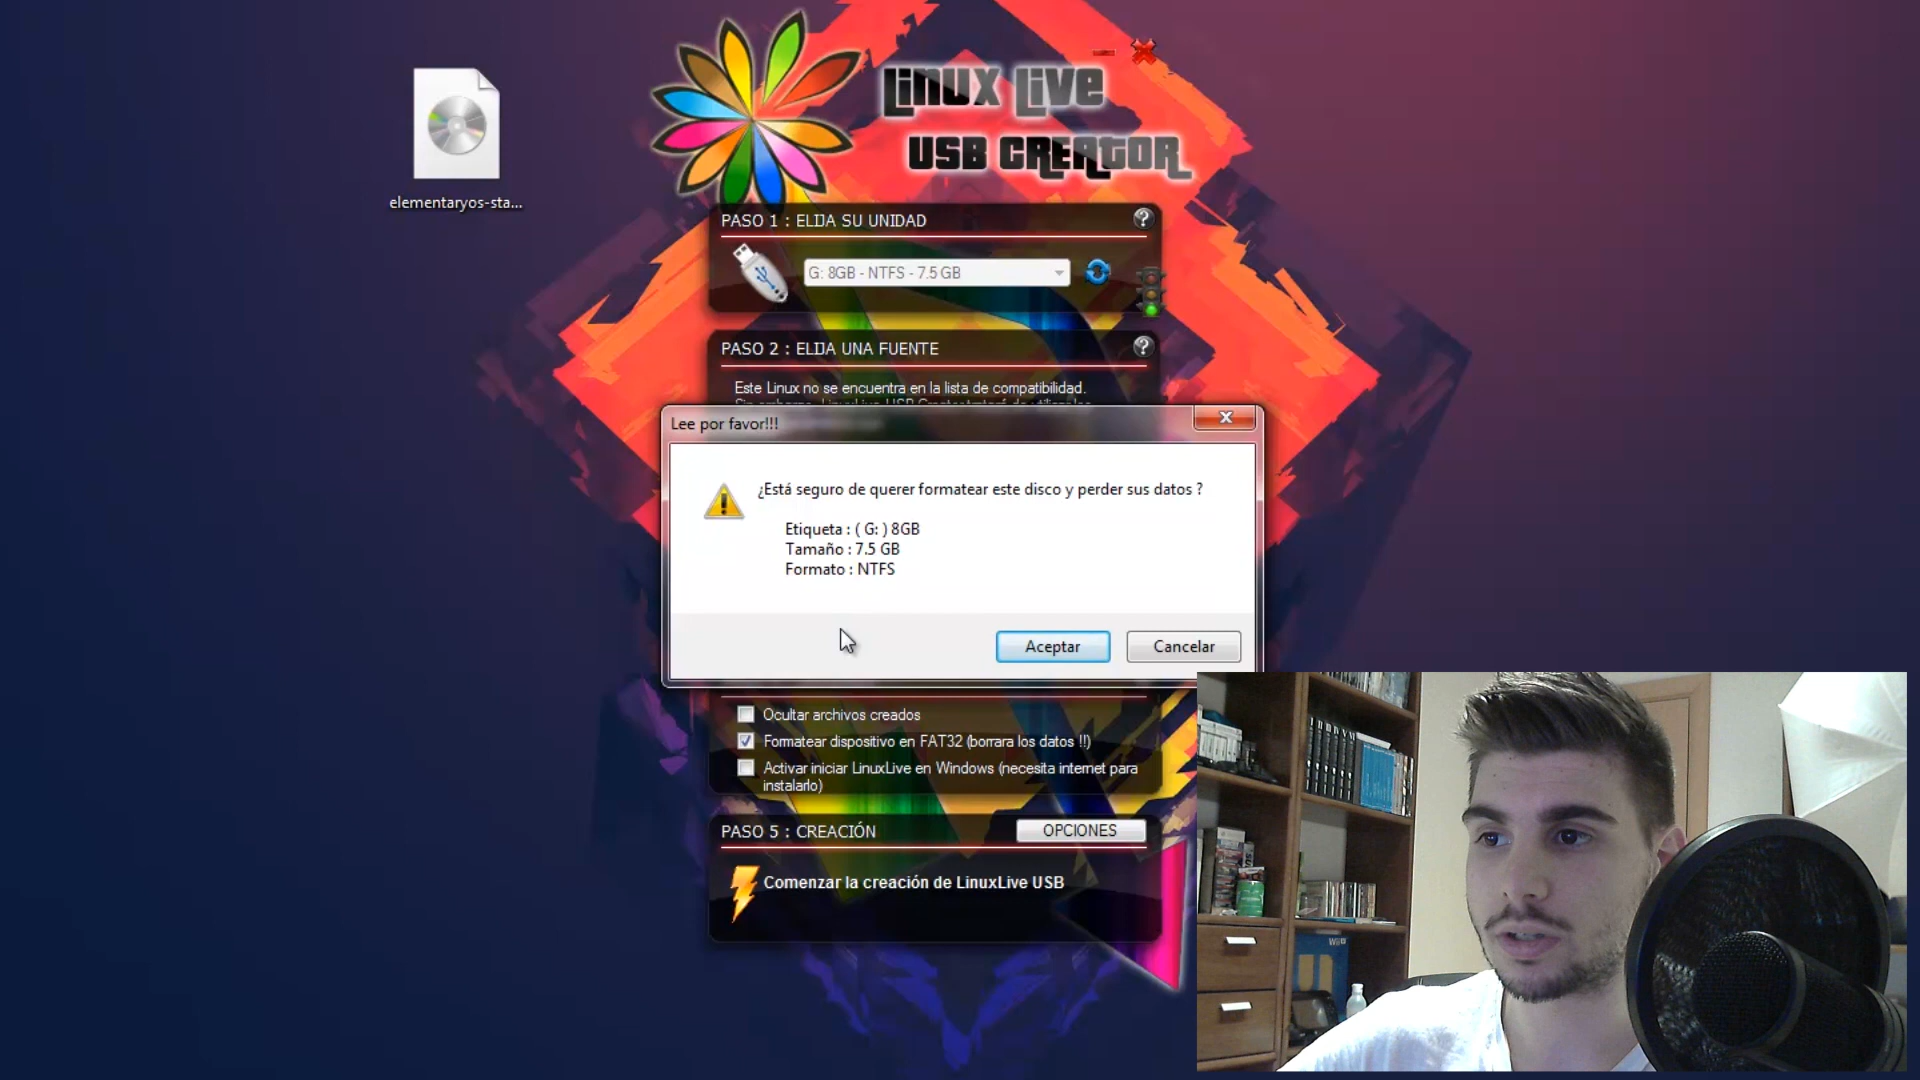 Linux Live
USB Creator
elementaryos-sta...
PASO 1 : ELIJA SU UNIDAD
?
G: 8GB - NTFS - 7.5 GB
PASO 2 : ELIJA UNA FUENTE
?
Este Linux no se encuentra en la lista de compatibilidad.
Lee por favor!!!
X
¿Está seguro de querer formatear este disco y perder sus datos ?
Etiqueta : ( G: ) 8GB
Tamaño : 7.5 GB
Formato : NTFS
Aceptar
Cancelar
Ocultar archivos creados
Formatear dispositivo en FAT32 (borrara los datos !!)
Activar iniciar LinuxLive en Windows (necesita internet para
instalarlo)
PASO 5 : CREACIÓN
OPCIONES
Comenzar la creación de LinuxLive USB